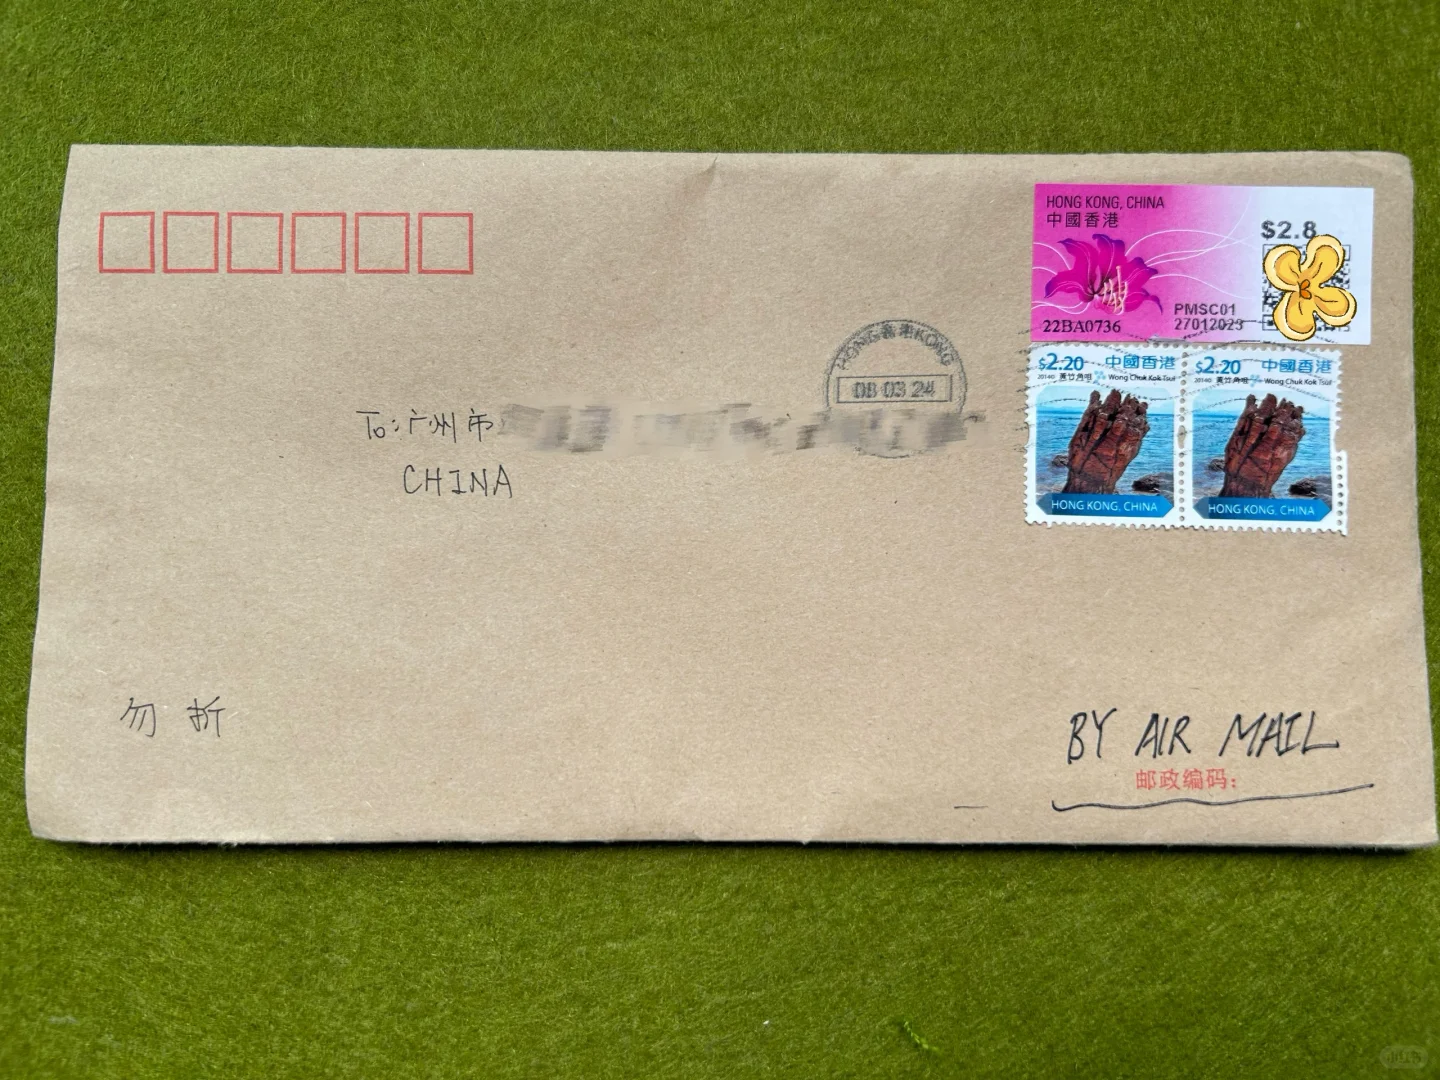 HONG KONG, CHINA
中國香港
$2.8
PMSC01
22BA0736
27012023
HONG香港KONG
08 03 24
$2.20 中國香港
黃竹角咀 Wong Chuk Kok Tsui
HONG KONG, CHINA
$2.20 中國香港
黃竹角咀 Wong Chuk Kok Tsui
HONG KONG, CHINA
To:广州市
CHINA
勿 折
BY AIR MAIL
邮政编码: